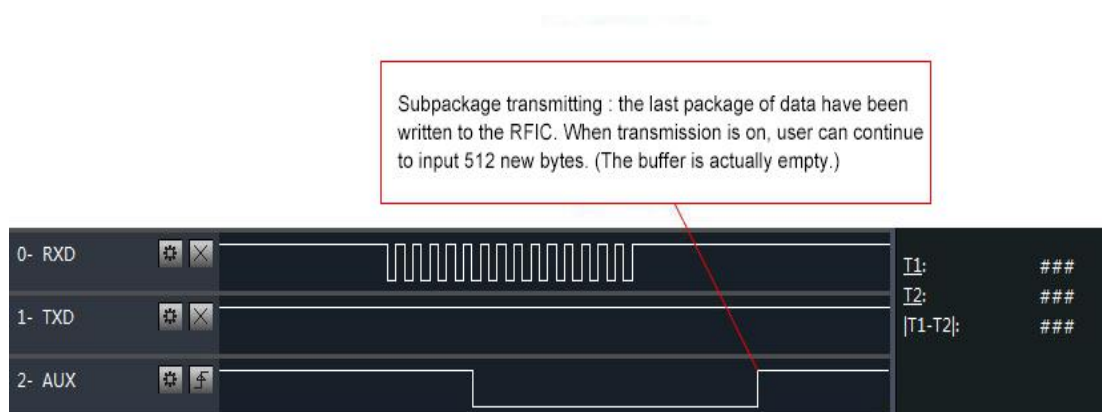 Subpackage transmitting : the last package of data have been
written to the RFIC. When transmission is on, user can continue
to input 512 new bytes. (The buffer is actually empty.)
0- RXD
T1: ###
T2: ###
1- TXD
|T1-T2|: ###
2- AUX